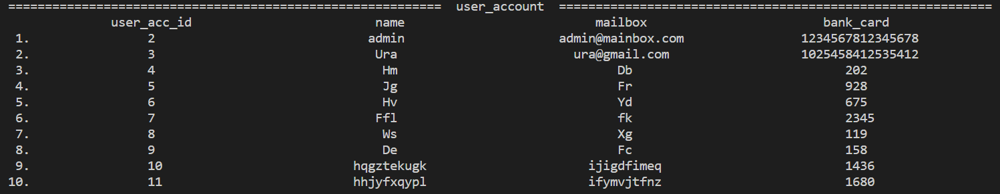 =========================================================== user_account ===========================================================
user_acc_id name mailbox bank_card
1. 2 admin admin@mainbox.com 1234567812345678
2. 3 Ura ura@gmail.com 1025458412535412
3. 4 Hm Db 202
4. 5 Jg Fr 928
5. 6 Hv Yd 675
6. 7 Ffl fk 2345
7. 8 Ws Xg 119
8. 9 De Fc 158
9. 10 hqgztekugk ijigdfimeq 1436
10. 11 hhjyfxqypl ifymvjtfnz 1680